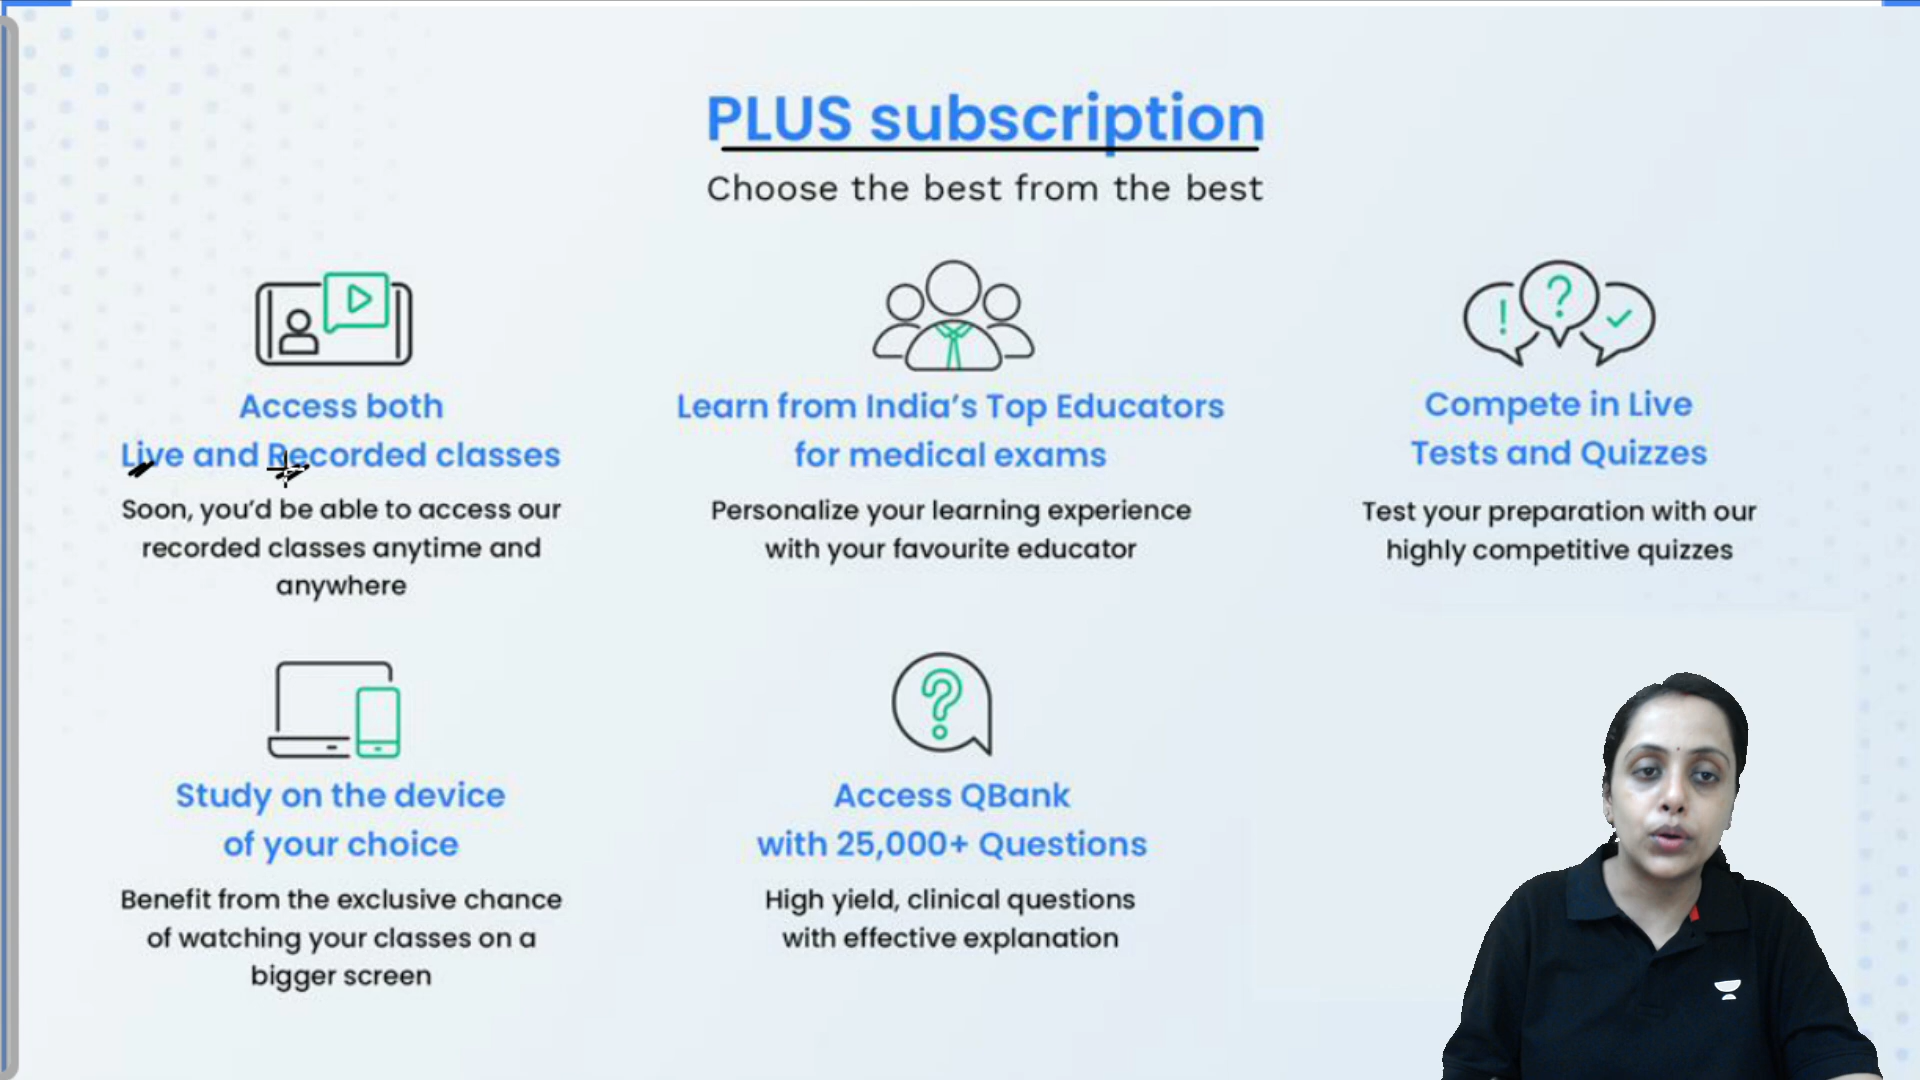 PLUS subscription
Choose the best from the best
Access both
Live and Recorded classes
Soon, you'd be able to access our
recorded classes anytime and
anywhere
Learn from India's Top Educators
for medical exams
Personalize your learning experience
with your favourite educator
Compete in Live
Tests and Quizzes
Test your preparation with our
highly competitive quizzes
Study on the device
of your choice
Benefit from the exclusive chance
of watching your classes on a
bigger screen
Access QBank
with 25,000+ Questions
High yield, clinical questions
with effective explanation